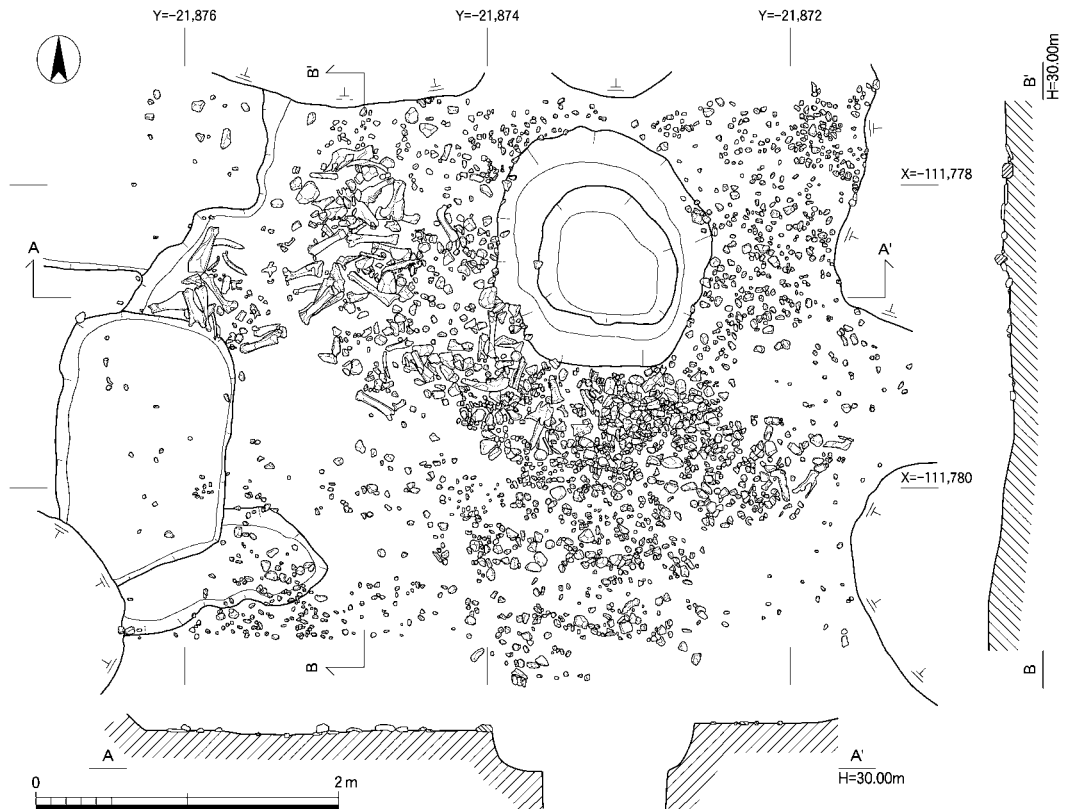 Y=-21,876
Y=-21,874
Y=-21,872
B'
B'
H=30.00m
X=-111,778
A
A'
X=-111,780
B
B
A
A'
H=30.00m
0
2 m